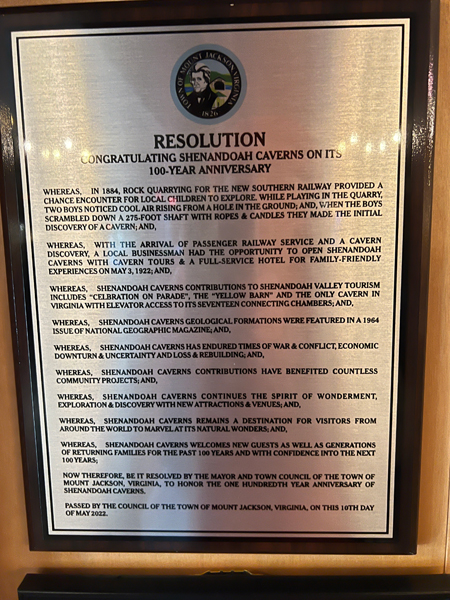 TOWN OF MOUNT JACKSON, VIRGINIA
1826
RESOLUTION
CONGRATULATING SHENANDOAH CAVERNS ON ITS
100-YEAR ANNIVERSARY
WHEREAS, IN 1884, ROCK QUARRYING FOR THE NEW SOUTHERN RAILWAY PROVIDED A
CHANCE ENCOUNTER FOR LOCAL CHILDREN TO EXPLORE. WHILE PLAYING IN THE QUARRY,
TWO BOYS NOTICED COOL AIR RISING FROM A HOLE IN THE GROUND; AND, WHEN THE BOYS
SCRAMBLED DOWN A 275-FOOT SHAFT WITH ROPES & CANDLES THEY MADE THE INITIAL
DISCOVERY OF A CAVERN; AND,
WHEREAS, WITH THE ARRIVAL OF PASSENGER RAILWAY SERVICE AND A CAVERN
DISCOVERY, A LOCAL BUSINESSMAN HAD THE OPPORTUNITY TO OPEN SHENANDOAH
CAVERNS WITH CAVERN TOURS & A FULL-SERVICE HOTEL FOR FAMILY-FRIENDLY
EXPERIENCES ON MAY 3, 1922; AND,
WHEREAS, SHENANDOAH CAVERNS CONTRIBUTIONS TO SHENANDOAH VALLEY TOURISM
INCLUDES "CELBRATION ON PARADE", THE "YELLOW BARN" AND THE ONLY CAVERN IN
VIRGINIA WITH ELEVATOR ACCESS TO ITS SEVENTEEN CONNECTING CHAMBERS; AND,
WHEREAS, SHENANDOAH CAVERNS GEOLOGICAL FORMATIONS WERE FEATURED IN A 1964
ISSUE OF NATIONAL GEOGRAPHIC MAGAZINE; AND,
WHEREAS, SHENANDOAH CAVERNS HAS ENDURED TIMES OF WAR & CONFLICT, ECONOMIC
DOWNTURN & UNCERTAINTY AND LOSS & REBUILDING; AND,
WHEREAS, SHENANDOAH CAVERNS CONTRIBUTIONS HAVE BENEFITED COUNTLESS
COMMUNITY PROJECTS; AND,
WHEREAS, SHENANDOAH CAVERNS CONTINUES THE SPIRIT OF WONDERMENT,
EXPLORATION & DISCOVERY WITH NEW ATTRACTIONS & VENUES; AND,
WHEREAS, SHENANDOAH CAVERNS REMAINS A DESTINATION FOR VISITORS FROM
AROUND THE WORLD TO MARVEL AT ITS NATURAL WONDERS; AND,
WHEREAS, SHENANDOAH CAVERNS WELCOMES NEW GUESTS AS WELL AS GENERATIONS
OF RETURNING FAMILIES FOR THE PAST 100 YEARS AND WITH CONFIDENCE INTO THE NEXT
100 YEARS;
NOW THEREFORE, BE IT RESOLVED BY THE MAYOR AND TOWN COUNCIL OF THE TOWN OF
MOUNT JACKSON, VIRGINIA, TO HONOR THE ONE HUNDREDTH YEAR ANNIVERSARY OF
SHENANDOAH CAVERNS.
PASSED BY THE COUNCIL OF THE TOWN OF MOUNT JACKSON, VIRGINIA, ON THIS 10TH DAY
OF MAY 2022.